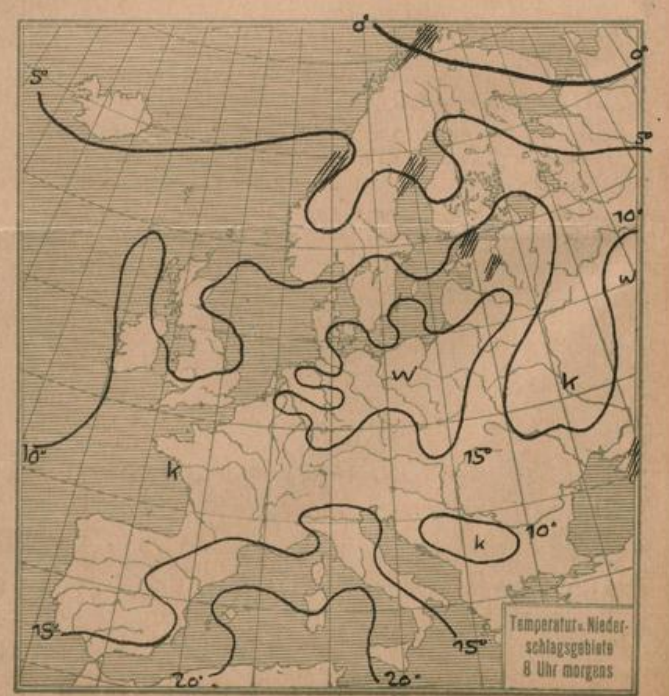 0°
0°
5°
5°
10°
w
w
k
10°
k
15°
10°
k
15°
15°
20°
20°
Temperatur u. Nieder-
schlagsgebiete
8 Uhr morgens